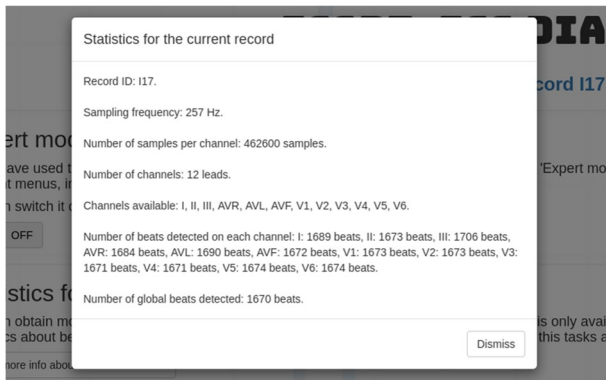 DIA
Statistics for the current record
cord I17
Record ID: I17.
Sampling frequency: 257 Hz.
Number of samples per channel: 462600 samples.
ert mod
Number of channels: 12 leads.
ave used t
'Expert mo
nt menus, in
Channels available: I, II, III, AVR, AVL, AVF, V1, V2, V3, V4, V5, V6.
n switch it o
OFF
Number of beats detected on each channel: I: 1689 beats, II: 1673 beats, III: 1706 beats,
AVR: 1684 beats, AVL: 1690 beats, AVF: 1672 beats, V1: 1673 beats, V2: 1673 beats, V3:
1671 beats, V4: 1671 beats, V5: 1674 beats, V6: 1674 beats.
stics fo
Number of global beats detected: 1670 beats.
n obtain mo
is only avai
cs about be
this tasks a
Dismiss
more info abou